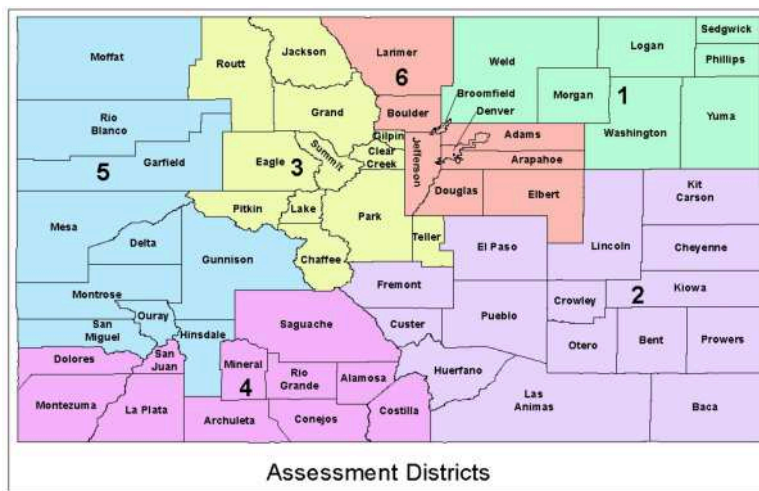 Moffat
Routt
Jackson
Larimer
6
Weld
Logan
Sedgwick
Phillips
Rio
Blanco
Grand
Boulder
Broomfield
Denver
Morgan
1
Washington
Yuma
5
Garfield
Eagle
3
Summit
Gilpin
Clear
Creek
Jefferson
Adams
Arapahoe
Mesa
Delta
Pitkin
Lake
Park
Douglas
Elbert
Kit
Carson
Gunnison
Chaffee
Teller
El Paso
Lincoln
Cheyenne
Montrose
Ouray
San
Miguel
Hinsdale
Saguache
Fremont
Custer
Pueblo
Crowley
2
Kiowa
Otero
Bent
Prowers
Dolores
San
Juan
Mineral
4
Rio
Grande
Alamosa
Huerfano
Montezuma
La Plata
Archuleta
Conejos
Costilla
Las
Animas
Baca
Assessment Districts